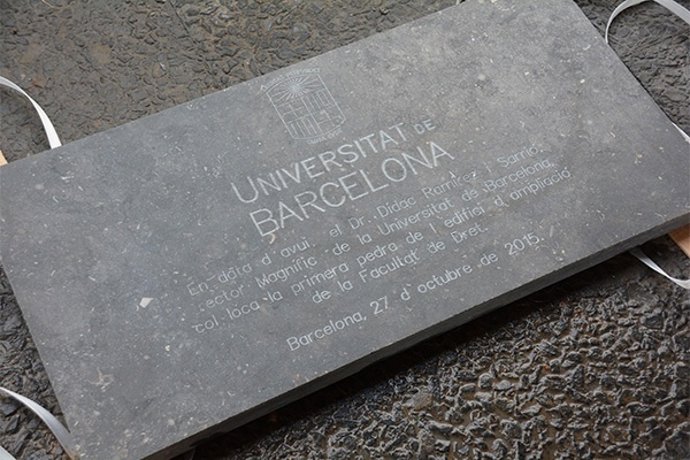 UNIVERSITAT DE
BARCELONA
En data d'avui, el Dr. Dídac Ramírez i Sarrió,
rector Magnífic de la Universitat de Barcelona,
col.loca la primera pedra de l'edifici d'ampliació
de la Facultat de Dret.
Barcelona, 27 d'octubre de 2015.